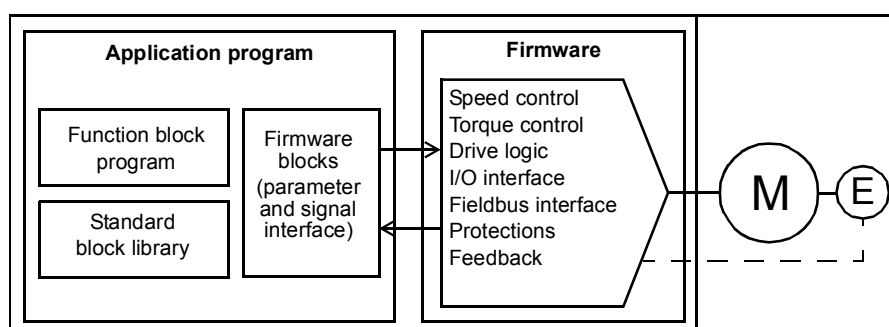 Application program
Function block
program
Standard
block library
Firmware
blocks
(parameter
and signal
interface)
Firmware
Speed control
Torque control
Drive logic
I/O interface
Fieldbus interface
Protections
Feedback
M
E